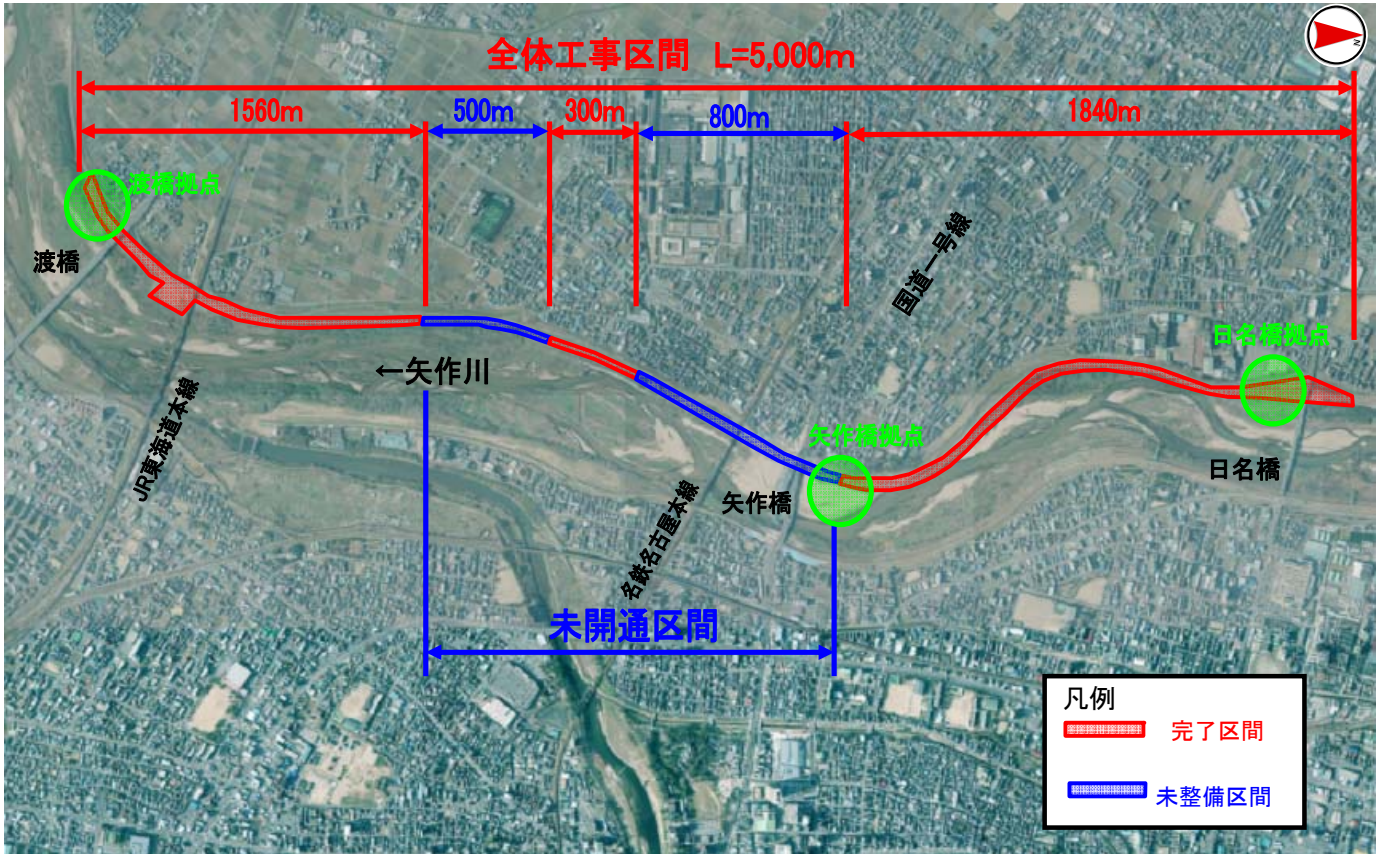 全体工事区間 L=5,000m
N
1560m
500m
300m
800m
1840m
渡橋拠点
国道一号線
渡橋
日名橋拠点
←矢作川
JR東海道本線
矢作橋拠点
日名橋
矢作橋
名鉄名古屋本線
未開通区間
凡例
完了区間
未整備区間